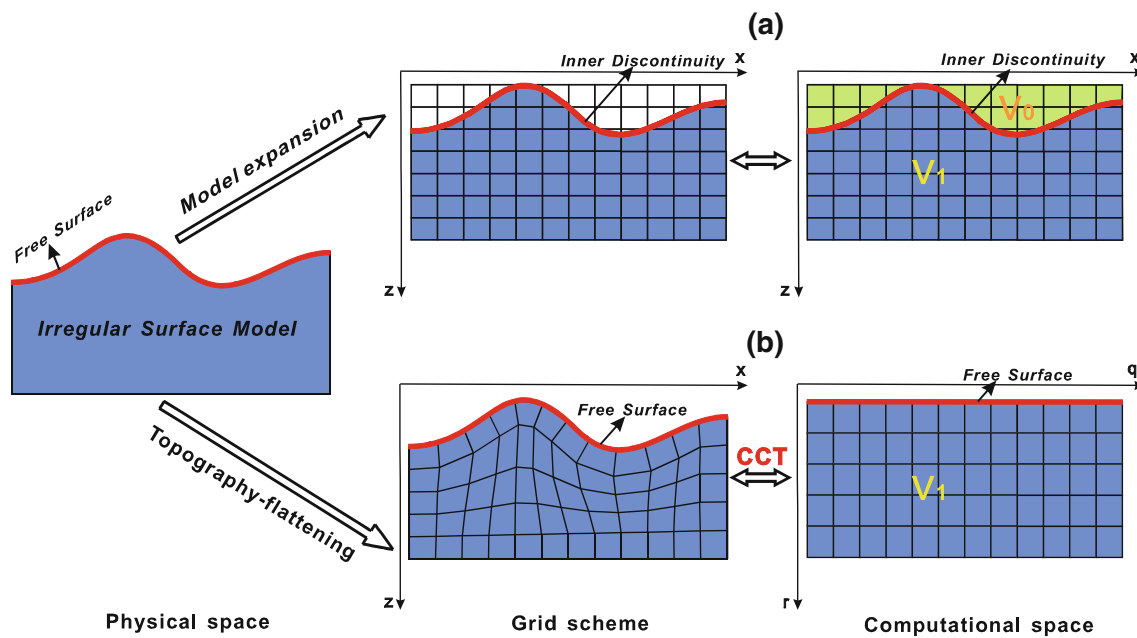 (a)
x
Inner Discontinuity
z
x
Inner Discontinuity
V0
V1
z
Model expansion
Free Surface
Irregular Surface Model
Topography-flattening
(b)
x
Free Surface
z
CCT
q
Free Surface
V1
r
Physical space
Grid scheme
Computational space